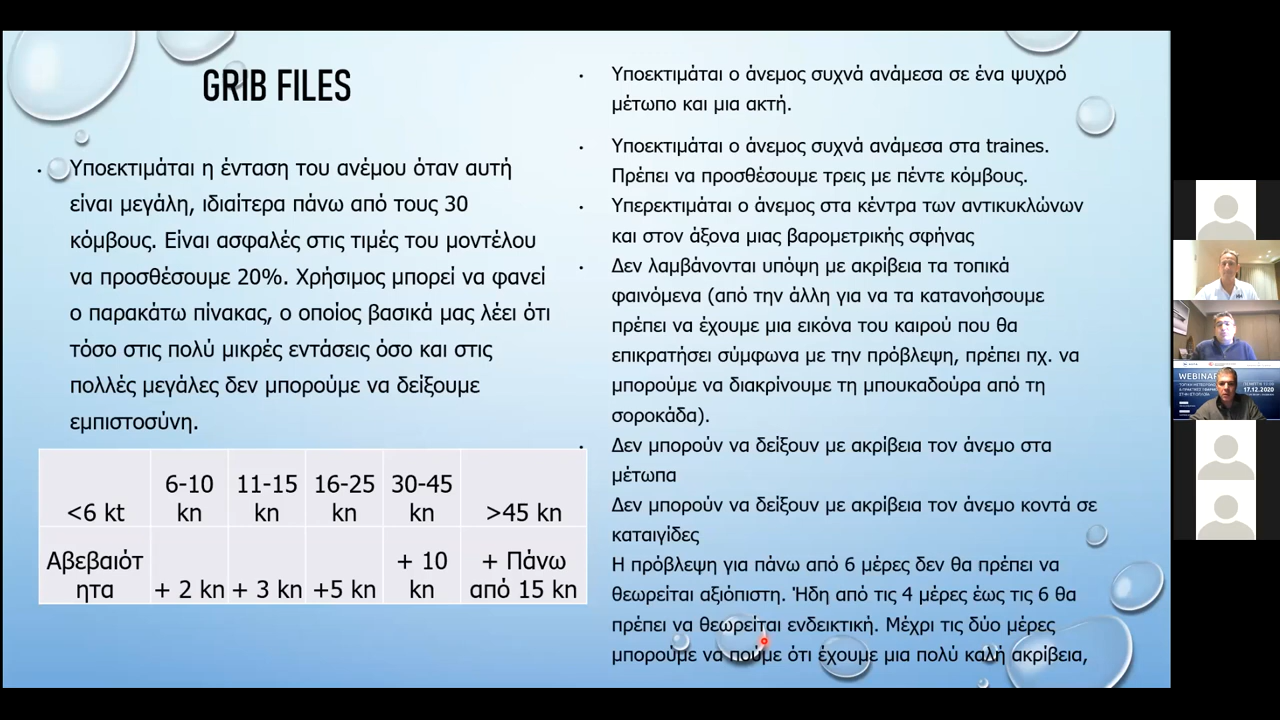 GRIB FILES
Υποεκτιμάται η ένταση του ανέμου όταν αυτή
είναι μεγάλη, ιδιαίτερα πάνω από τους 30
κόμβους. Είναι ασφαλές στις τιμές του μοντέλου
να προσθέσουμε 20%. Χρήσιμος μπορεί να φανεί
ο παρακάτω πίνακας, ο οποίος βασικά μας λέει ότι
τόσο στις πολύ μικρές εντάσεις όσο και στις
πολλές μεγάλες δεν μπορούμε να δείξουμε
εμπιστοσύνη.
<6 kt
6-10
kn
11-15
kn
16-25
kn
30-45
kn
>45 kn
Αβεβαιότ
ητα
+ 2 kn
+ 3 kn
+5 kn
+ 10
kn
+ Πάνω
από 15 kn
Υποεκτιμάται ο άνεμος συχνά ανάμεσα σε ένα ψυχρό
μέτωπο και μια ακτή.
Υποεκτιμάται ο άνεμος συχνά ανάμεσα στα traines.
Πρέπει να προσθέσουμε τρεις με πέντε κόμβους.
Υπερεκτιμάται ο άνεμος στα κέντρα των αντικυκλώνων
και στον άξονα μιας βαρομετρικής σφήνας
Δεν λαμβάνονται υπόψη με ακρίβεια τα τοπικά
φαινόμενα (από την άλλη για να τα κατανοήσουμε
πρέπει να έχουμε μια εικόνα του καιρού που θα
επικρατήσει σύμφωνα με την πρόβλεψη, πρέπει πχ. να
μπορούμε να διακρίνουμε τη μπουκαδούρα από τη
σοροκάδα).
Δεν μπορούν να δείξουν με ακρίβεια τον άνεμο στα
μέτωπα
Δεν μπορούν να δείξουν με ακρίβεια τον άνεμο κοντά σε
καταιγίδες
Η πρόβλεψη για πάνω από 6 μέρες δεν θα πρέπει να
θεωρείται αξιόπιστη. Ήδη από τις 4 μέρες έως τις 6 θα
πρέπει να θεωρείται ενδεικτική. Μέχρι τις δύο μέρες
μπορούμε να πούμε ότι έχουμε μια πολύ καλή ακρίβεια,
WEBINAR
17.12.2020